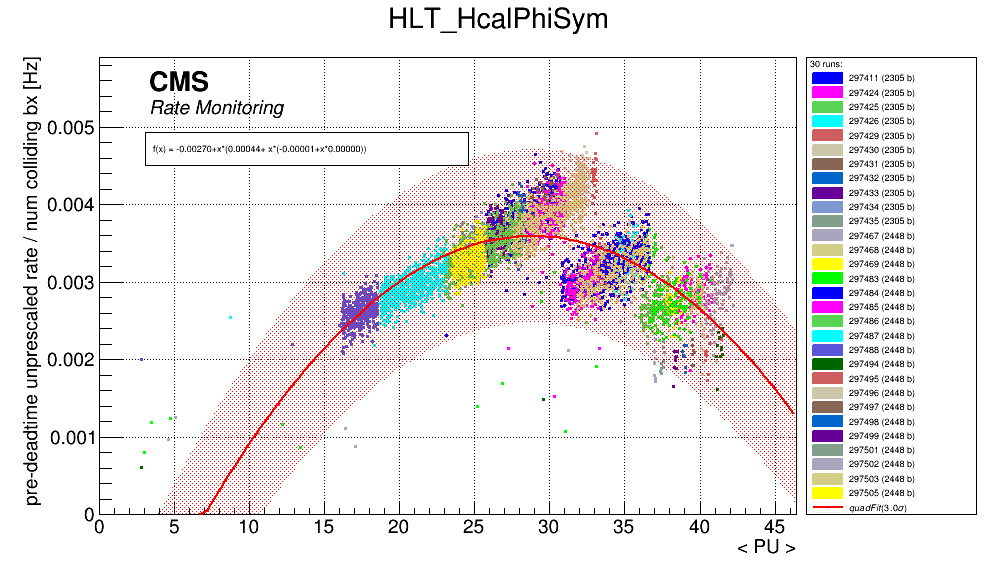 HLT_HcalPhiSym
pre-deadtime unprescaled rate / num colliding bx [Hz]
CMS
Rate Monitoring
f(x) = -0.00270+x*(0.00044+ x*(-0.00001+x*0.00000))
0.005
0.004
0.003
0.002
0.001
0
0 5 10 15 20 25 30 35 40 45
< PU >
30 runs:
297411 (2305 b)
297424 (2305 b)
297425 (2305 b)
297426 (2305 b)
297429 (2305 b)
297430 (2305 b)
297431 (2305 b)
297432 (2305 b)
297433 (2305 b)
297434 (2305 b)
297435 (2305 b)
297467 (2448 b)
297468 (2448 b)
297469 (2448 b)
297483 (2448 b)
297484 (2448 b)
297485 (2448 b)
297486 (2448 b)
297487 (2448 b)
297488 (2448 b)
297494 (2448 b)
297495 (2448 b)
297496 (2448 b)
297497 (2448 b)
297498 (2448 b)
297499 (2448 b)
297501 (2448 b)
297502 (2448 b)
297503 (2448 b)
297505 (2448 b)
quadFit(3.0σ)